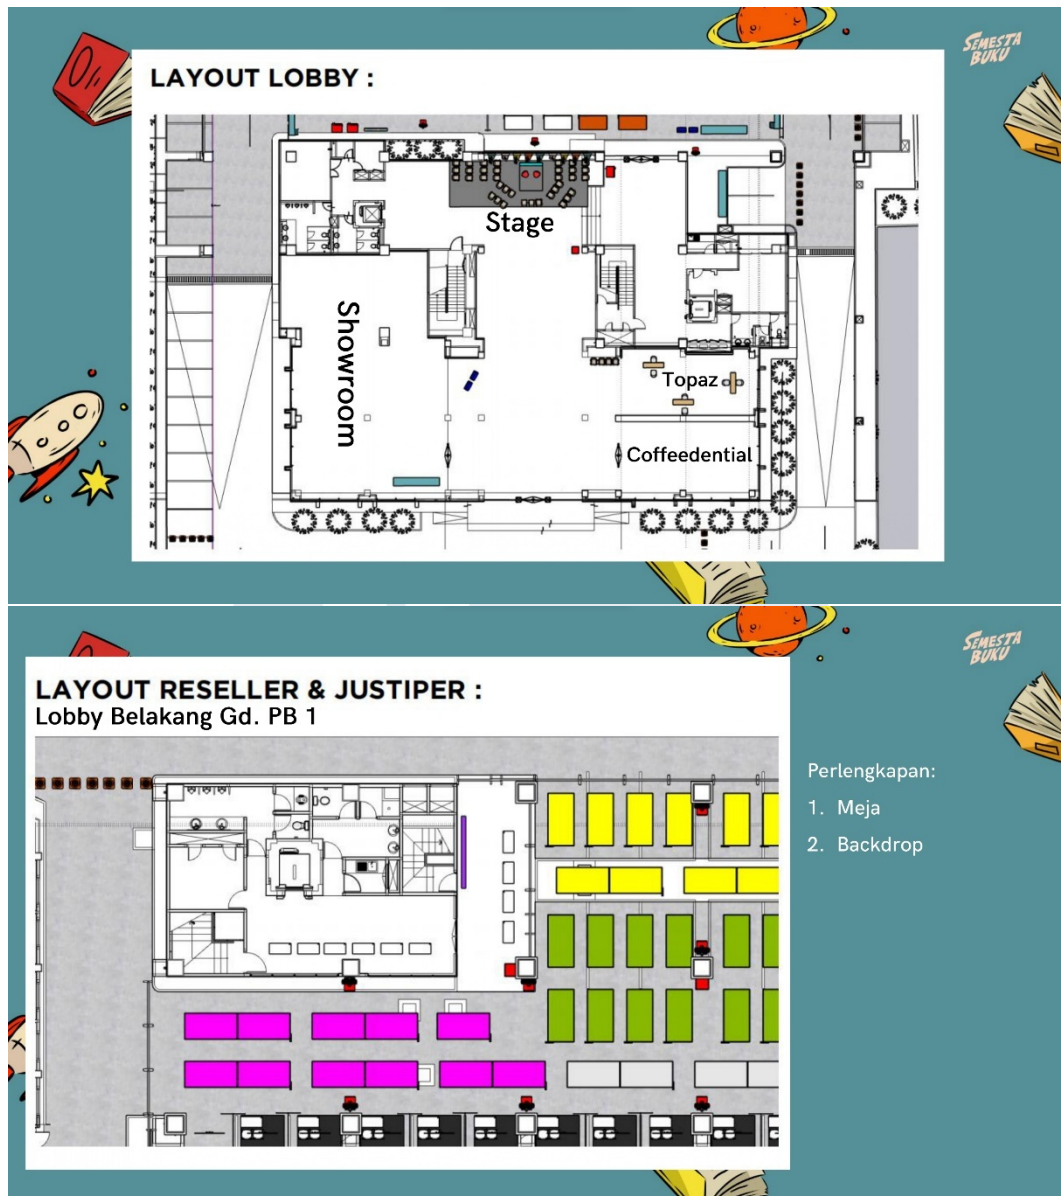 SEMESTA
BUKU
LAYOUT LOBBY :
Stage
Showroom
Topaz
Coffeedential
SEMESTA
BUKU
LAYOUT RESELLER & JUSTIPER :
Lobby Belakang Gd. PB 1
Perlengkapan:
1. Meja
2. Backdrop